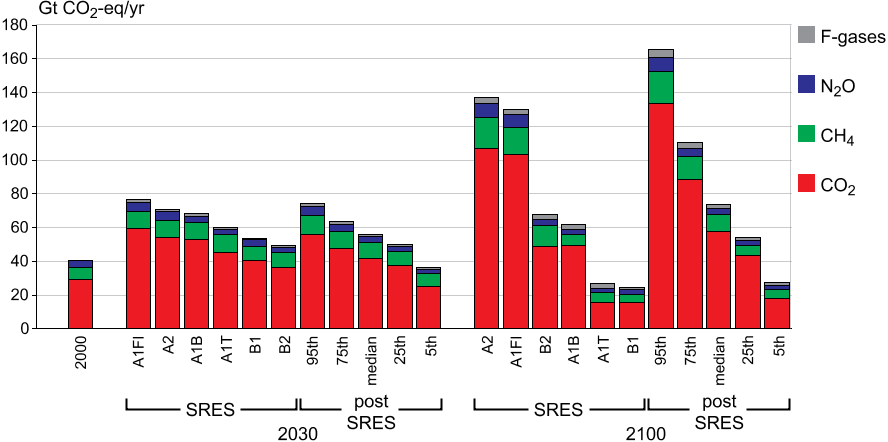 Gt CO2-eq/yr
180
160
140
120
100
80
60
40
20
0
F-gases
N2O
CH4
CO2
2000
A1FI
A2
A1B
A1T
B1
B2
95th
75th
median
25th
5th
A2
A1FI
B2
A1B
A1T
B1
95th
75th
median
25th
5th
SRES
post
SRES
SRES
post
SRES
2030
2100